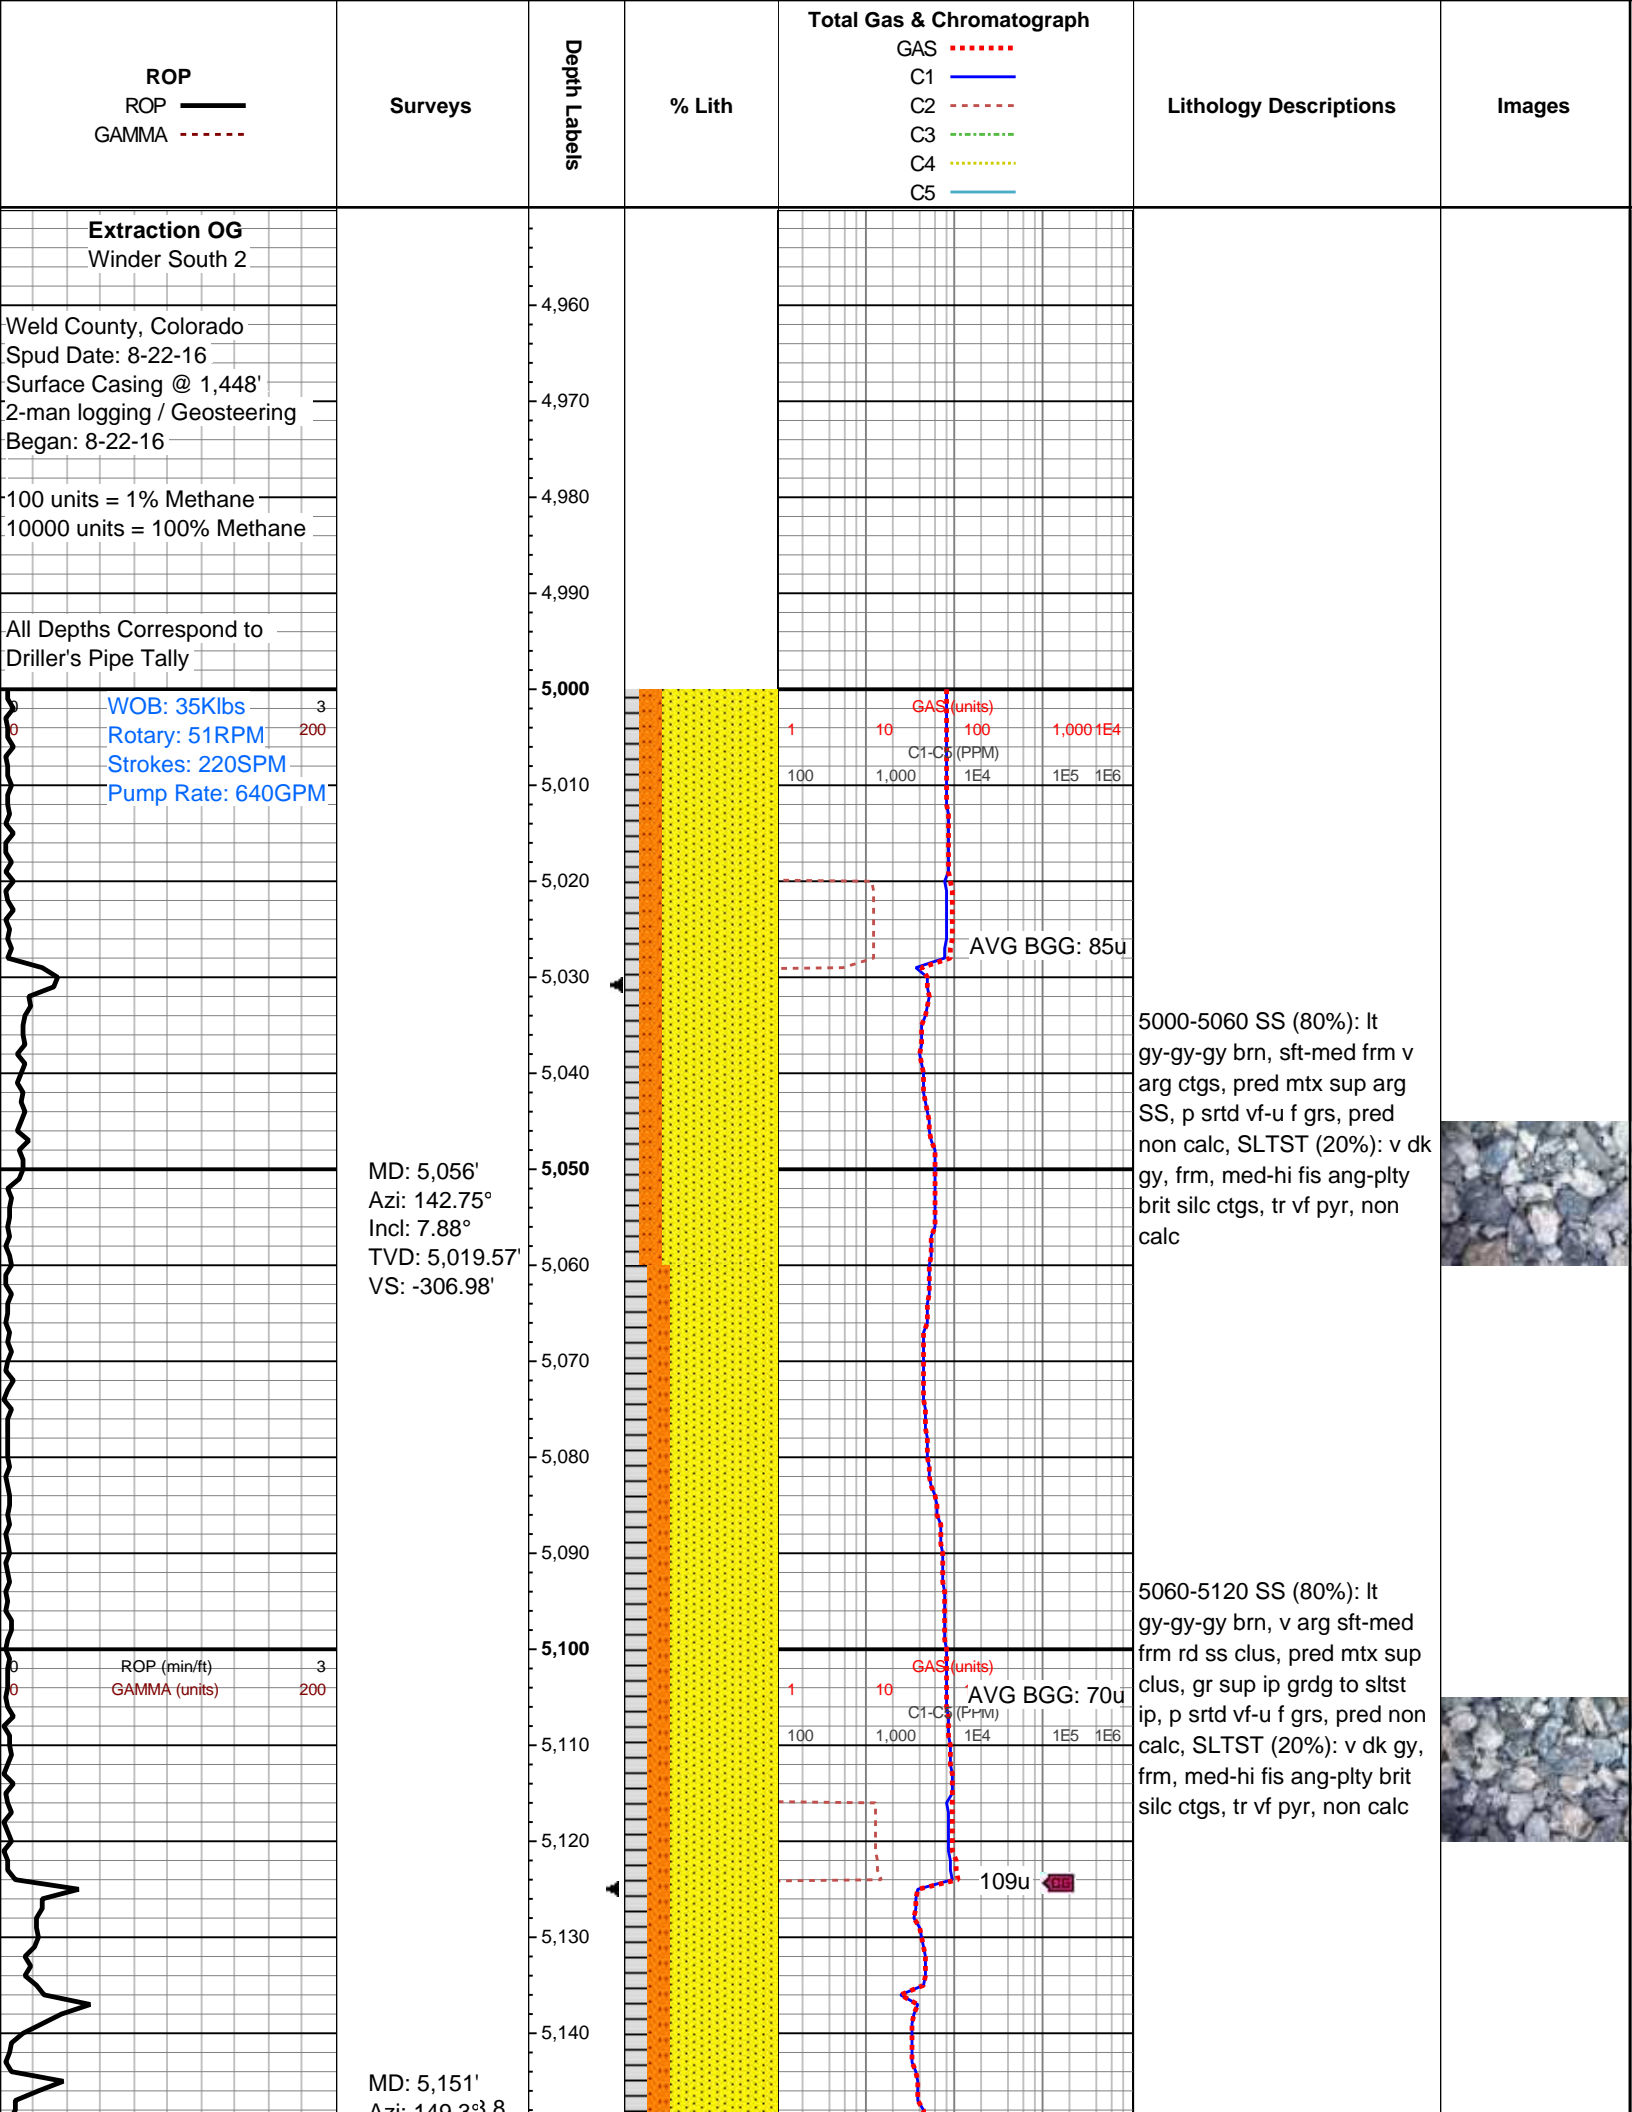 ROP
ROP
GAMMA
Surveys
Depth Labels
% Lith
Total Gas & Chromatograph
GAS
C1
C2
C3
C4
C5
Lithology Descriptions
Images
Extraction OG
Winder South 2
Weld County, Colorado
Spud Date: 8-22-16
Surface Casing @ 1,448'
2-man logging / Geosteering
Began: 8-22-16
100 units = 1% Methane
10000 units = 100% Methane
All Depths Correspond to
Driller's Pipe Tally
4,960
4,970
4,980
4,990
5,000
5,010
5,020
5,030
5,040
5,050
5,060
5,070
5,080
5,090
5,100
5,110
5,120
5,130
5,140
0 3
0 200
WOB: 35Klbs
Rotary: 51RPM
Strokes: 220SPM
Pump Rate: 640GPM
GAS (units)
1 10 100 1,000 1E4
C1-C5 (PPM)
100 1,000 1E4 1E5 1E6
AVG BGG: 85u
5000-5060 SS (80%): lt
gy-gy-gy brn, sft-med frm v
arg ctgs, pred mtx sup arg
SS, p srtd vf-u f grs, pred
non calc, SLTST (20%): v dk
gy, frm, med-hi fis ang-plty
brit silc ctgs, tr vf pyr, non
calc
MD: 5,056'
Azi: 142.75°
Incl: 7.88°
TVD: 5,019.57'
VS: -306.98'
5060-5120 SS (80%): lt
gy-gy-gy brn, v arg sft-med
frm rd ss clus, pred mtx sup
clus, gr sup ip grdg to sltst
ip, p srtd vf-u f grs, pred non
calc, SLTST (20%): v dk gy,
frm, med-hi fis ang-plty brit
silc ctgs, tr vf pyr, non calc
0 ROP (min/ft) 3
0 GAMMA (units) 200
GAS (units)
1 10
AVG BGG: 70u
C1-C5 (PPM)
100 1,000 1E4 1E5 1E6
109u
MD: 5,151'
Azi: 149.3°